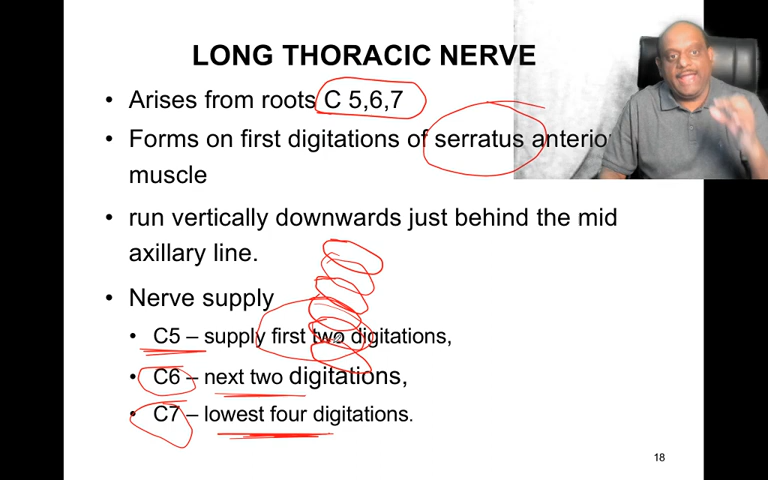 LONG THORACIC NERVE
• Arises from roots C 5,6,7
• Forms on first digitations of serratus anterio
muscle
• run vertically downwards just behind the mid
axillary line.
• Nerve supply
• C5 – supply first two digitations,
• C6 – next two digitations,
• C7 – lowest four digitations.
18